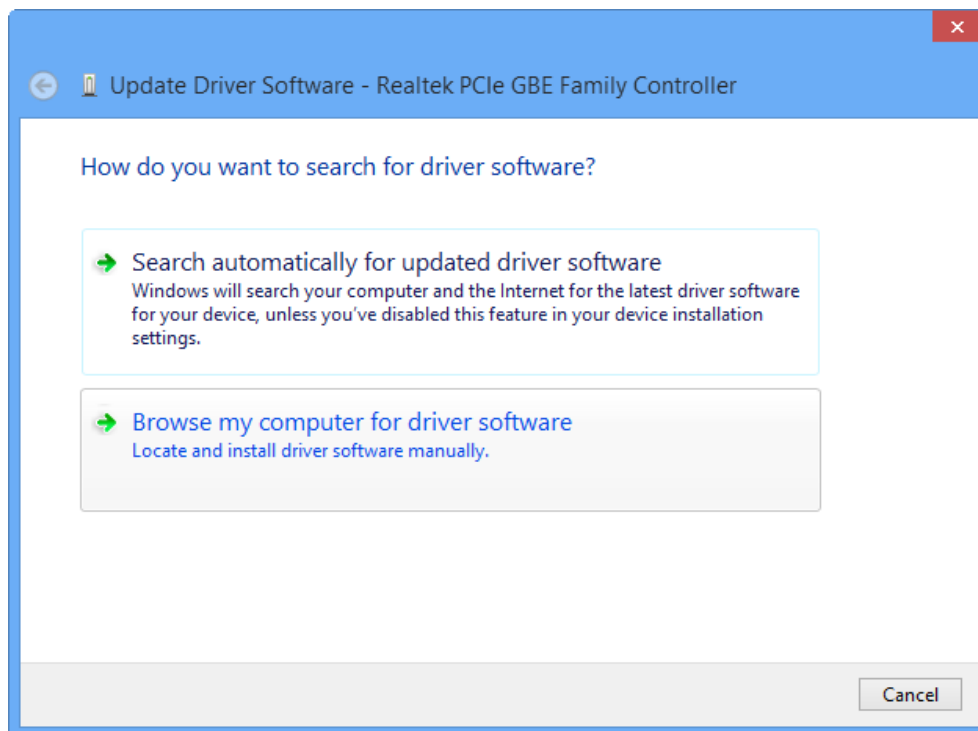 Update Driver Software - Realtek PCIe GBE Family Controller
How do you want to search for driver software?
Search automatically for updated driver software
Windows will search your computer and the Internet for the latest driver software
for your device, unless you've disabled this feature in your device installation
settings.
Browse my computer for driver software
Locate and install driver software manually.
Cancel